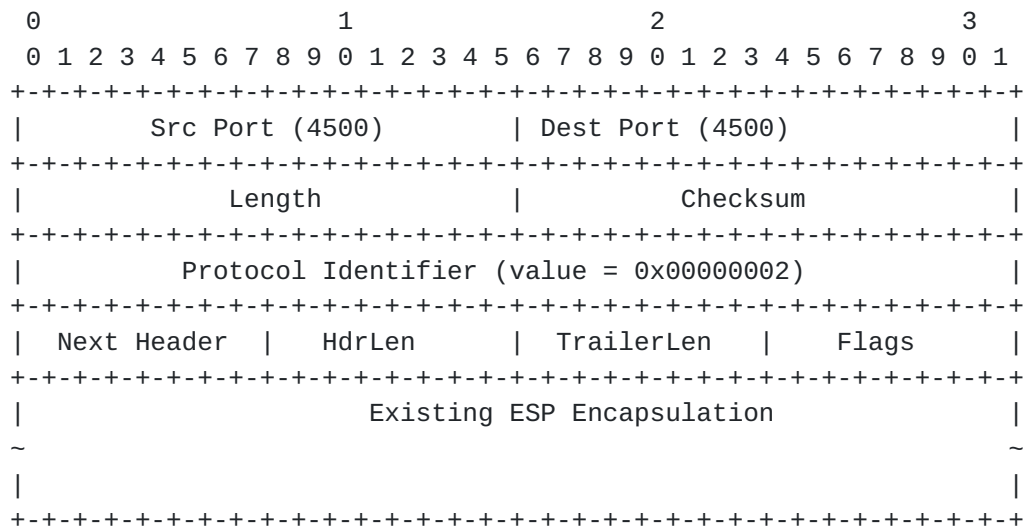 0                   1                   2                   3
 0 1 2 3 4 5 6 7 8 9 0 1 2 3 4 5 6 7 8 9 0 1 2 3 4 5 6 7 8 9 0 1
+-+-+-+-+-+-+-+-+-+-+-+-+-+-+-+-+-+-+-+-+-+-+-+-+-+-+-+-+-+-+-+-+
|        Src Port (4500)        | Dest Port (4500)              |
+-+-+-+-+-+-+-+-+-+-+-+-+-+-+-+-+-+-+-+-+-+-+-+-+-+-+-+-+-+-+-+-+
|             Length            |          Checksum             |
+-+-+-+-+-+-+-+-+-+-+-+-+-+-+-+-+-+-+-+-+-+-+-+-+-+-+-+-+-+-+-+-+
|          Protocol Identifier (value = 0x00000002)             |
+-+-+-+-+-+-+-+-+-+-+-+-+-+-+-+-+-+-+-+-+-+-+-+-+-+-+-+-+-+-+-+-+
|  Next Header  |   HdrLen      |  TrailerLen   |    Flags      |
+-+-+-+-+-+-+-+-+-+-+-+-+-+-+-+-+-+-+-+-+-+-+-+-+-+-+-+-+-+-+-+-+
|                      Existing ESP Encapsulation               |
~                                                               ~
|                                                               |
+-+-+-+-+-+-+-+-+-+-+-+-+-+-+-+-+-+-+-+-+-+-+-+-+-+-+-+-+-+-+-+-+